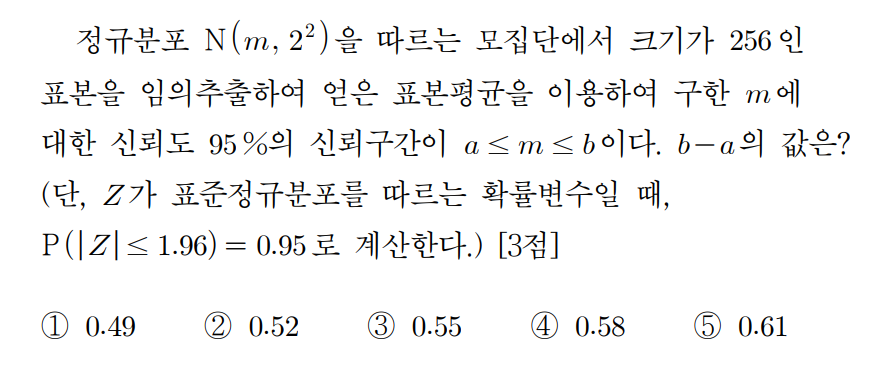 정규분포 N(m, 2²)을 따르는 모집단에서 크기가 256인
표본을 임의추출하여 얻은 표본평균을 이용하여 구한 m에
대한 신뢰도 95%의 신뢰구간이 a≤m≤b이다. b−a의 값은?
(단, Z가 표준정규분포를 따르는 확률변수일 때,
P(|Z|≤1.96)=0.95로 계산한다.) [3점]
① 0.49 ② 0.52 ③ 0.55 ④ 0.58 ⑤ 0.61